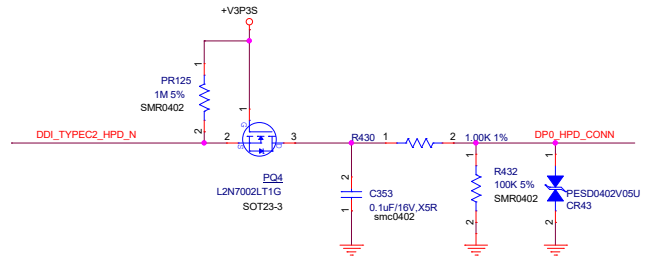 +V3P3S
1
PR125
1M 5%
SMR0402
2
1
G
S
D
2
3
DDI_TYPEC2_HPD_N
PQ4
L2N7002LT1G
SOT23-3
R430
1
2
1.00K 1%
DP0_HPD_CONN
2
C353
1
0.1uF/16V,X5R
smc0402
1
R432
100K 5%
SMR0402
2
1
PESD0402V05U
CR43
2